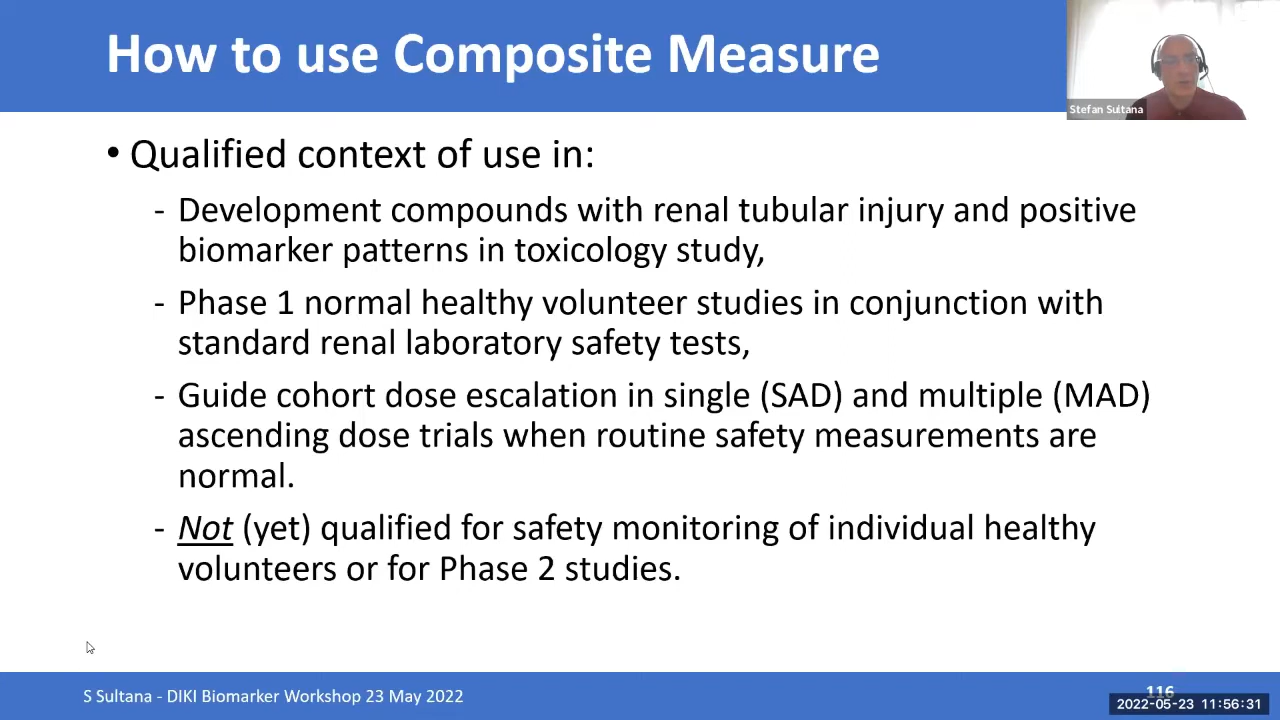 How to use Composite Measure
Stefan Sultana
• Qualified context of use in:
- Development compounds with renal tubular injury and positive
biomarker patterns in toxicology study,
- Phase 1 normal healthy volunteer studies in conjunction with
standard renal laboratory safety tests,
- Guide cohort dose escalation in single (SAD) and multiple (MAD)
ascending dose trials when routine safety measurements are
normal.
- Not (yet) qualified for safety monitoring of individual healthy
volunteers or for Phase 2 studies.
S Sultana - DIKI Biomarker Workshop 23 May 2022
116
2022-05-23 11:56:31